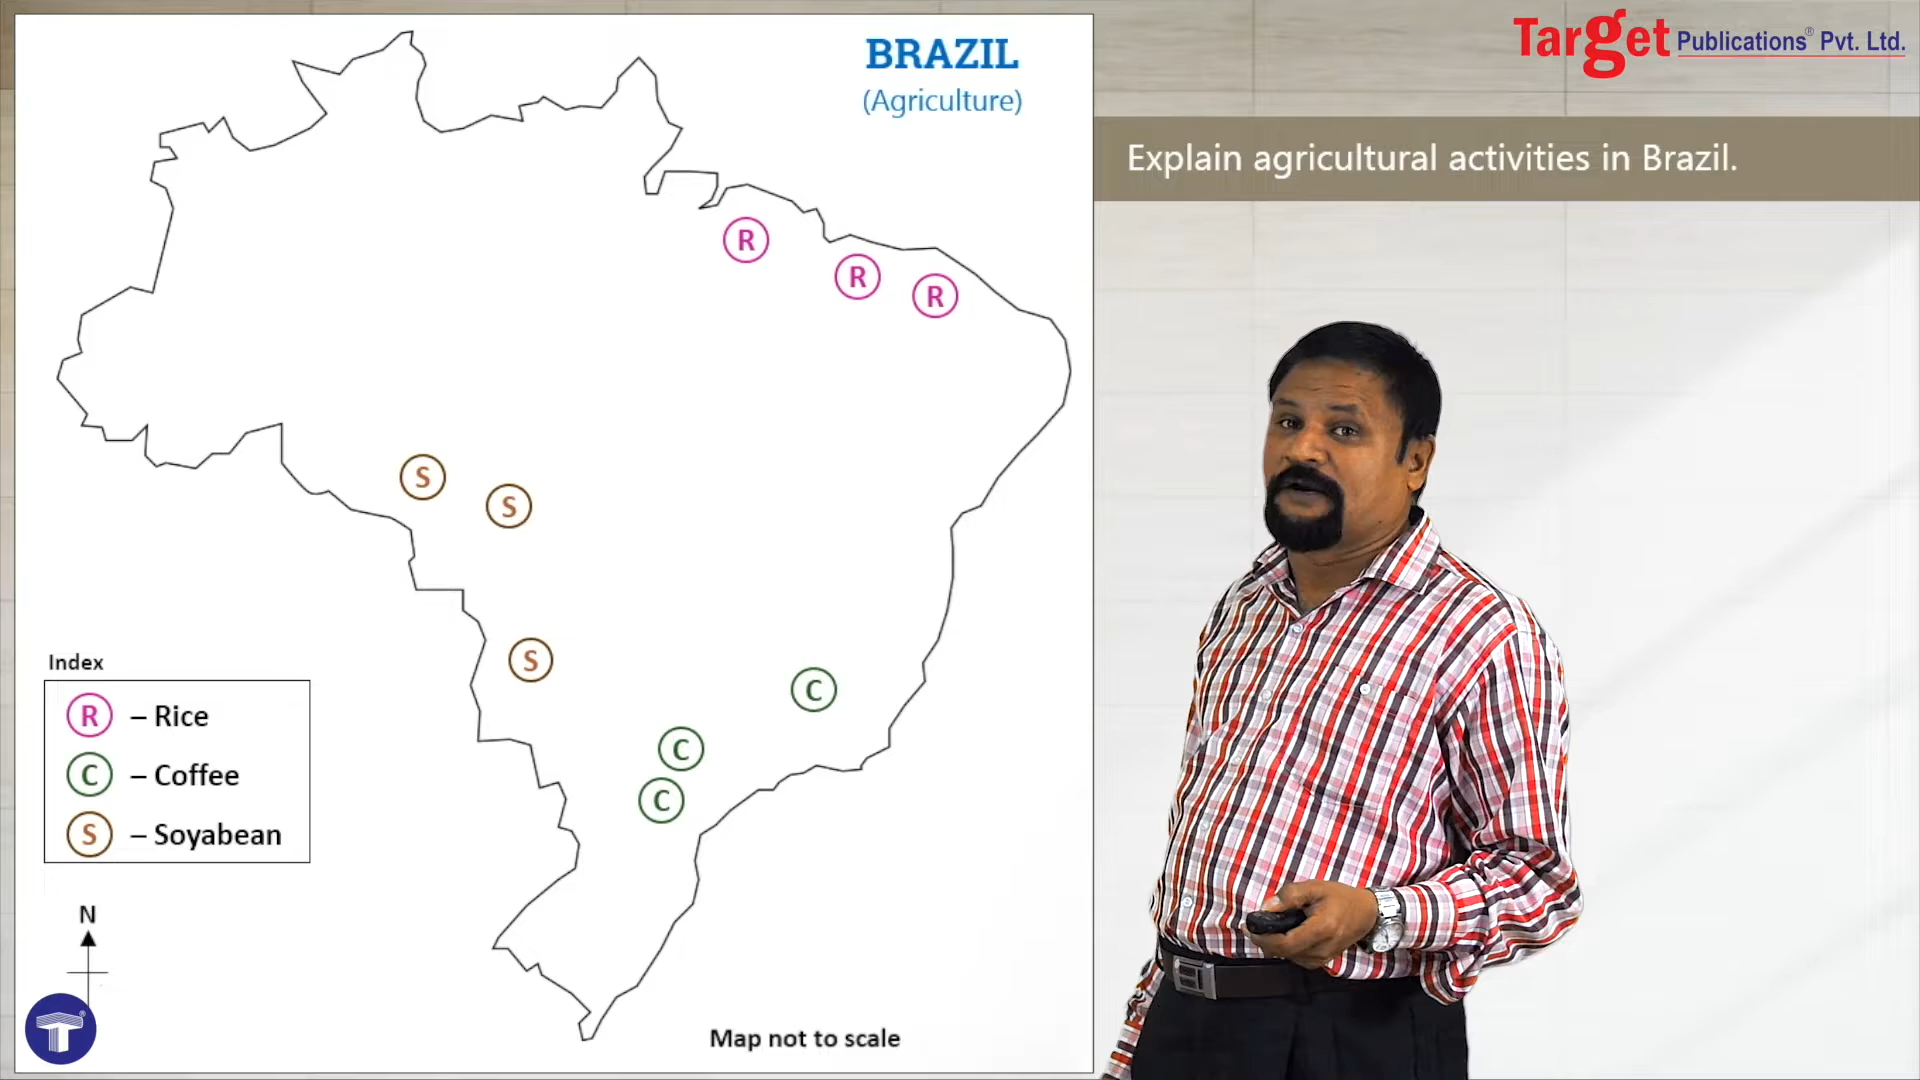 BRAZIL
(Agriculture)
R
R
R
S
S
S
C
C
C
Index
R – Rice
C – Coffee
S – Soyabean
N
Map not to scale
T®
Target Publications® Pvt. Ltd.
Explain agricultural activities in Brazil.